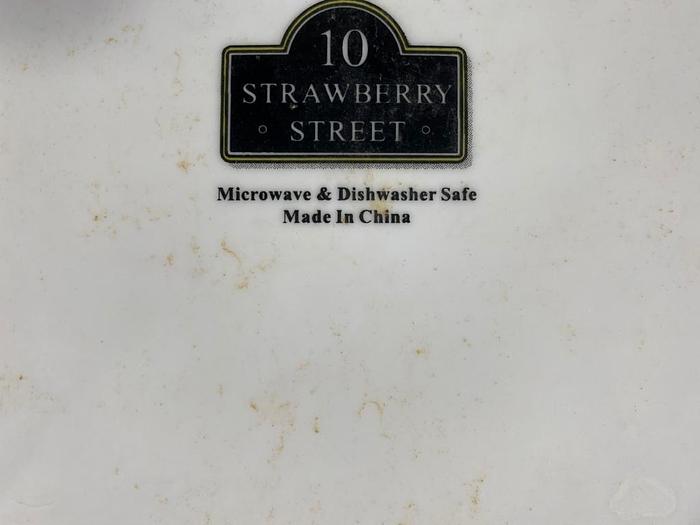 10
STRAWBERRY
STREET
Microwave & Dishwasher Safe
Made In China